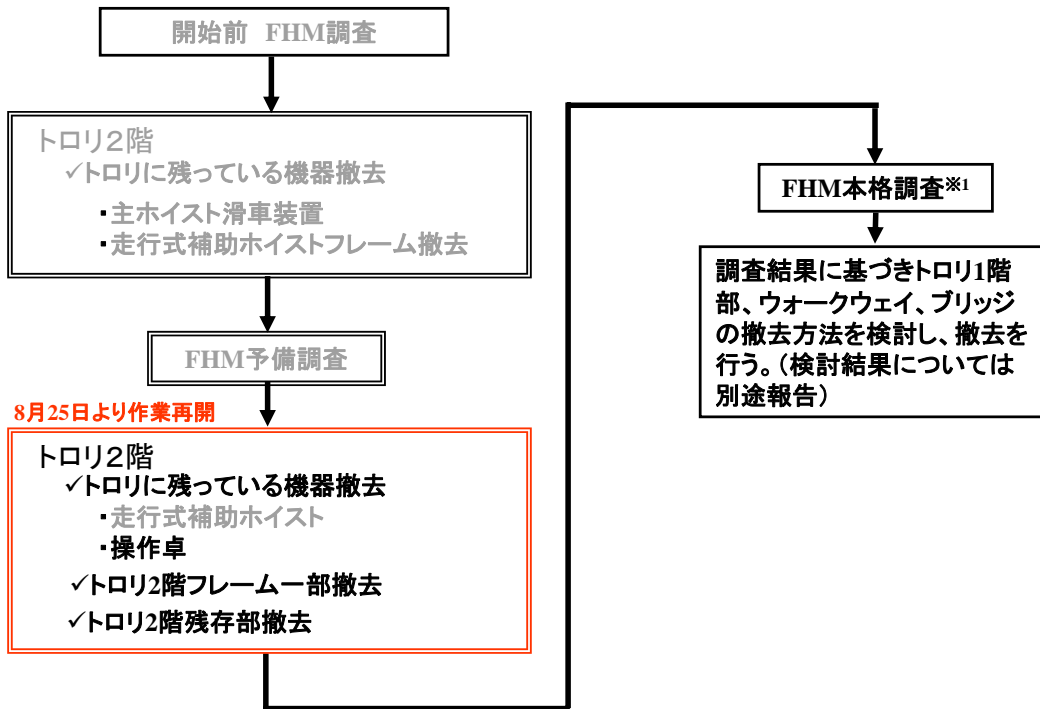 開始前 FHM調査
トロリ2階
✓トロリに残っている機器撤去
・主ホイスト滑車装置
・走行式補助ホイストフレーム撤去
FHM予備調査
8月25日より作業再開
トロリ2階
✓トロリに残っている機器撤去
・走行式補助ホイスト
・操作卓
✓トロリ2階フレーム一部撤去
✓トロリ2階残存部撤去
FHM本格調査※1
調査結果に基づきトロリ1階
部、ウォークウェイ、ブリッジ
の撤去方法を検討し、撤去を
行う。（検討結果については
別途報告）